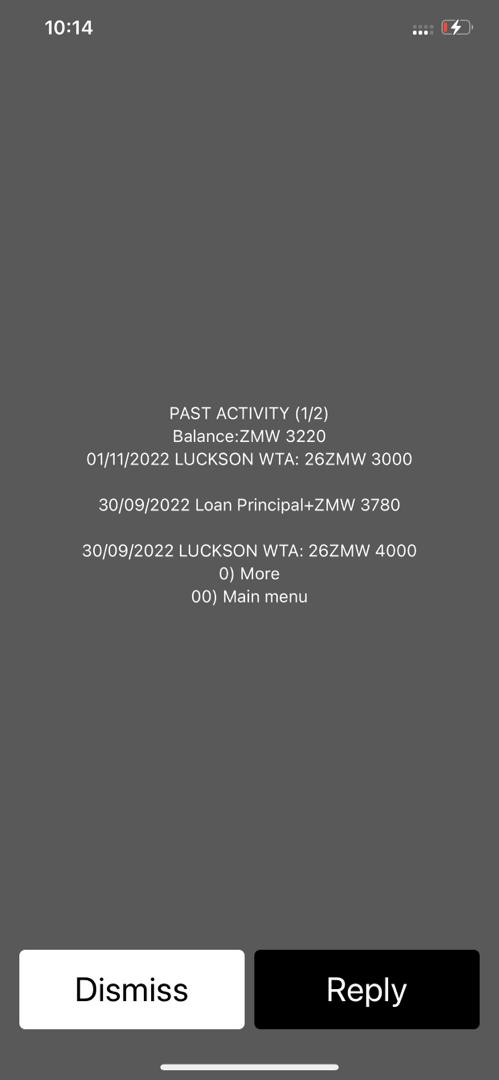 10:14
PAST ACTIVITY (1/2)
Balance:ZMW 3220
01/11/2022 LUCKSON WTA: 26ZMW 3000
30/09/2022 Loan Principal+ZMW 3780
30/09/2022 LUCKSON WTA: 26ZMW 4000
0) More
00) Main menu
Dismiss
Reply